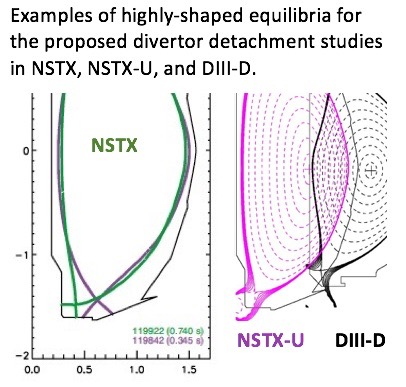 Examples of highly-shaped equilibria for
the proposed divertor detachment studies
in NSTX, NSTX-U, and DIII-D.
NSTX
0
−1
−2
0.0 0.5 1.0 1.5
119922 (0.740 s)
119842 (0.345 s)
NSTX-U DIII-D